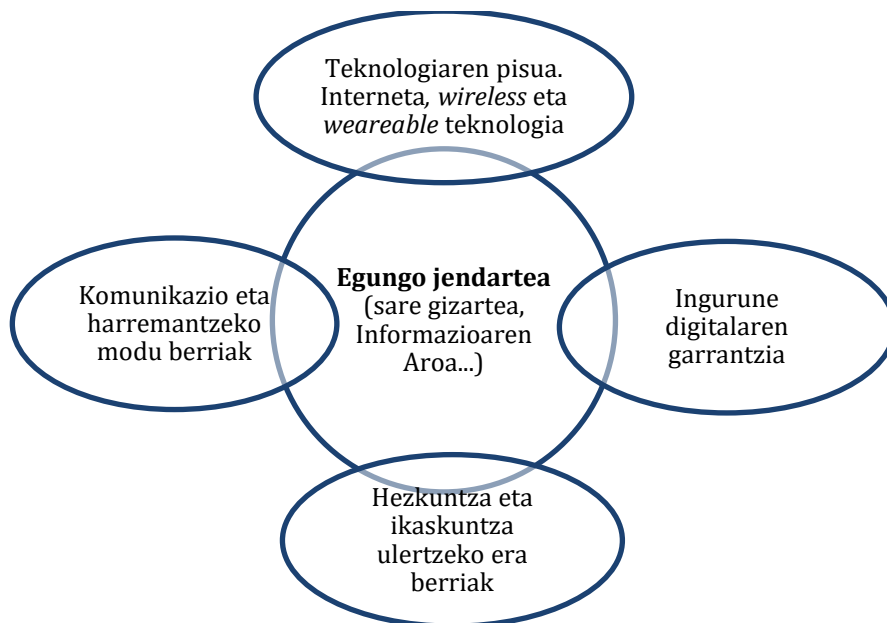 Teknologiaren pisua.
Interneta, wireless eta
weareable teknologia
Komunikazio eta
harremantzeko
modu berriak
Egungo jendartea
(sare gizartea,
Informazioaren
Aroa...)
Ingurune
digitalaren
garrantzia
Hezkuntza eta
ikaskuntza
ulertzeko era
berriak